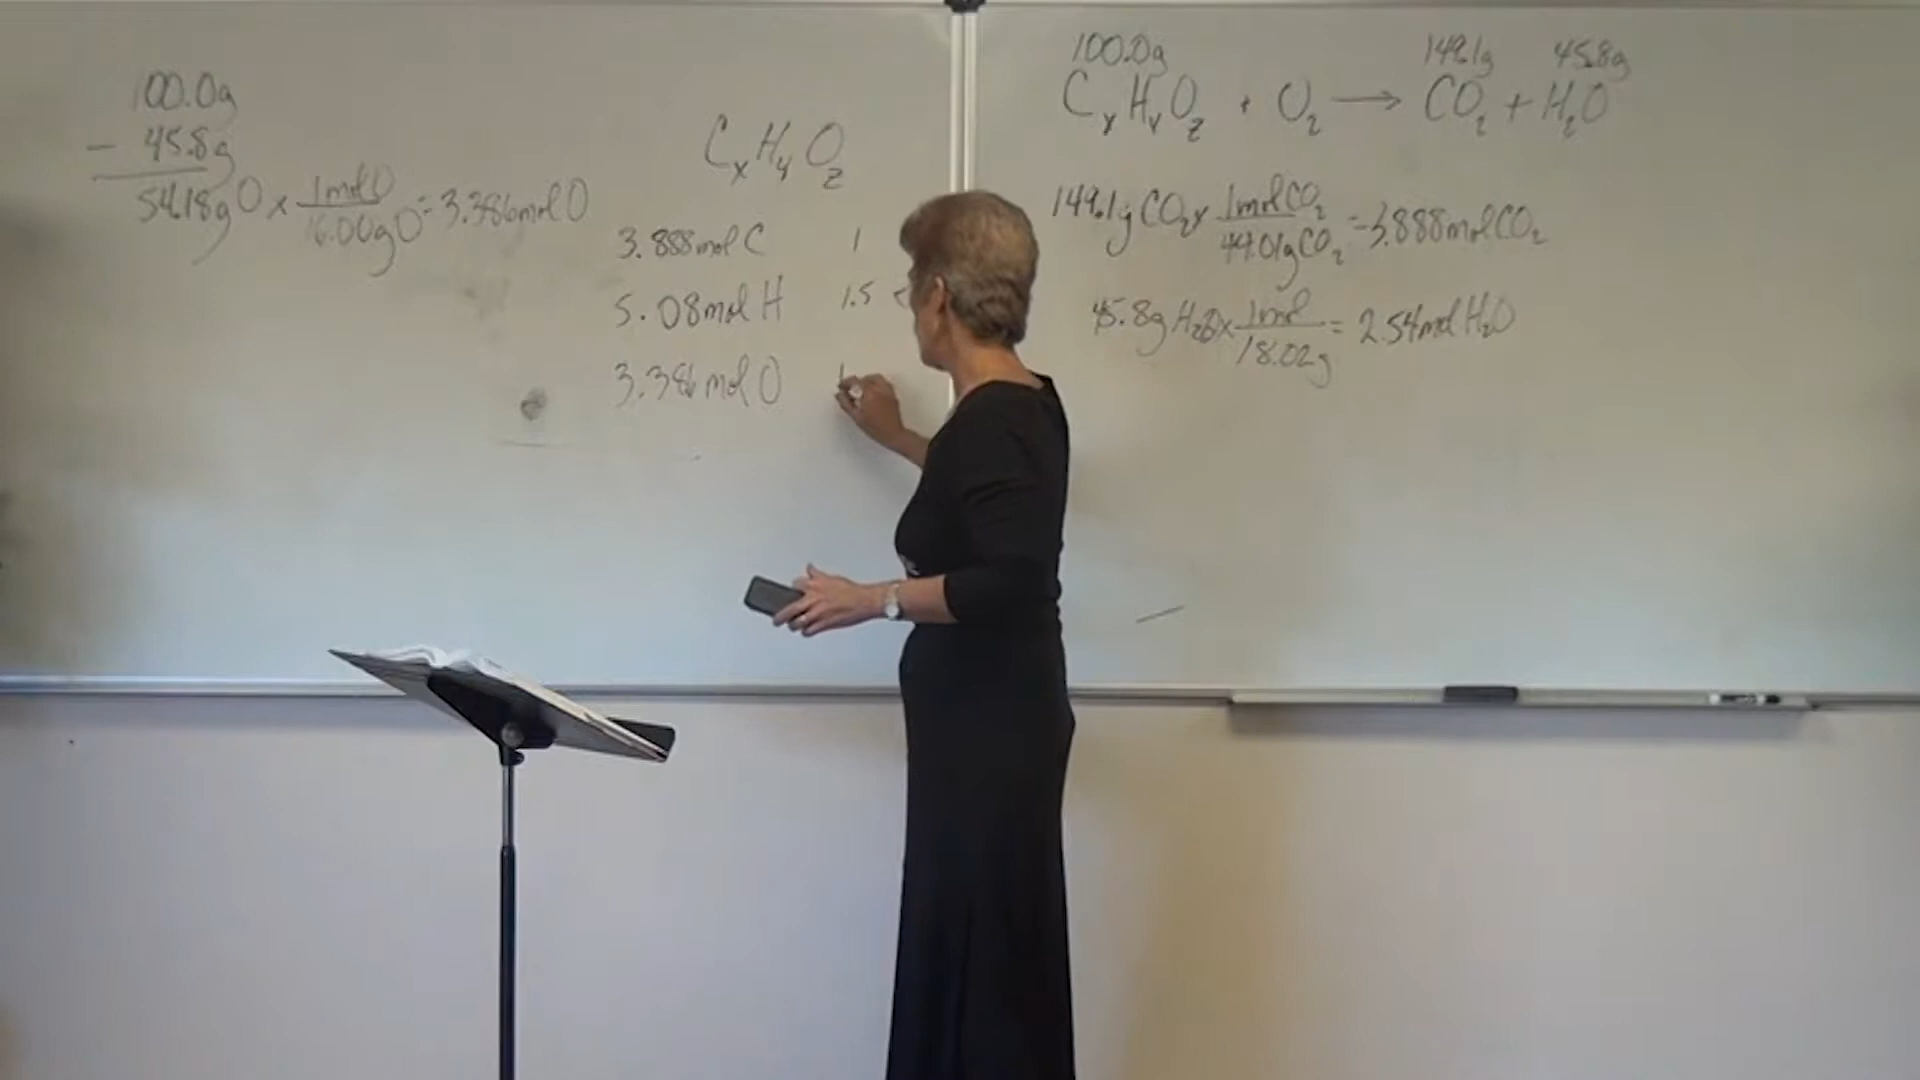 100.0g
- 45.8g
54.18g O x 1mol O / 16.00g O = 3.386mol O
CxHyOz
3.888mol C 1
5.08mol H 1.5
3.386mol O
100.0g 149.1g 45.8g
CxHyOz + O2 → CO2 + H2O
149.1g CO2 x 1mol CO2 / 44.01g CO2 = 3.888mol CO2
45.8g H2O x 1mol / 18.02g = 2.54mol H2O